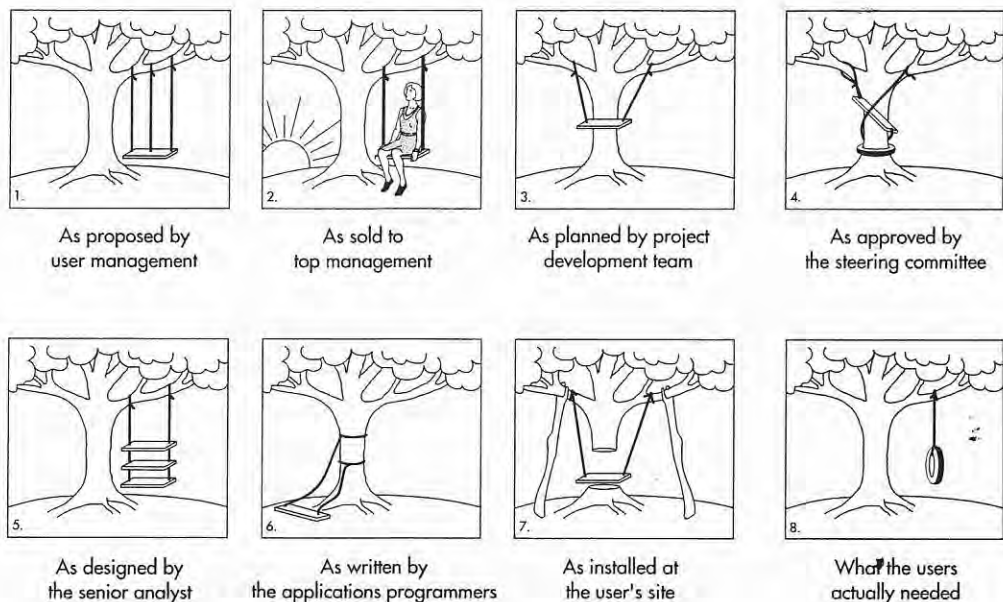 1.
As proposed by
user management
2.
As sold to
top management
3.
As planned by project
development team
4.
As approved by
the steering committee
5.
As designed by
the senior analyst
6.
As written by
the applications programmers
7.
As installed at
the user's site
8.
What the users
actually needed